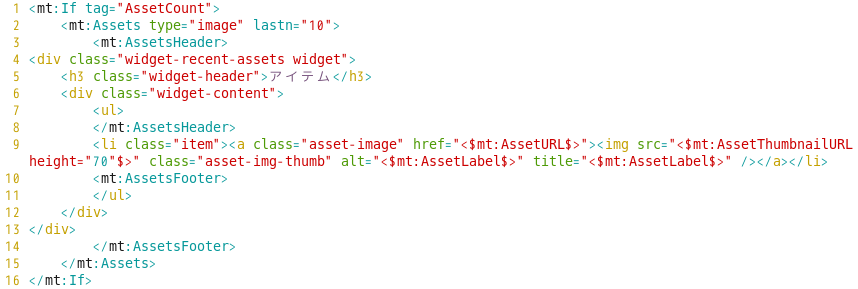 1 <mt:If tag="AssetCount">
2     <mt:Assets type="image" lastn="10">
3         <mt:AssetsHeader>
4 <div class="widget-recent-assets widget">
5     <h3 class="widget-header">アイテム</h3>
6     <div class="widget-content">
7         <ul>
8         </mt:AssetsHeader>
9         <li class="item"><a class="asset-image" href="<$mt:AssetURL$>"><img src="<$mt:AssetThumbnailURL
height="70"$>" class="asset-img-thumb" alt="<$mt:AssetLabel$>" title="<$mt:AssetLabel$>" /></a></li>
10         <mt:AssetsFooter>
11         </ul>
12     </div>
13 </div>
14         </mt:AssetsFooter>
15     </mt:Assets>
16 </mt:If>